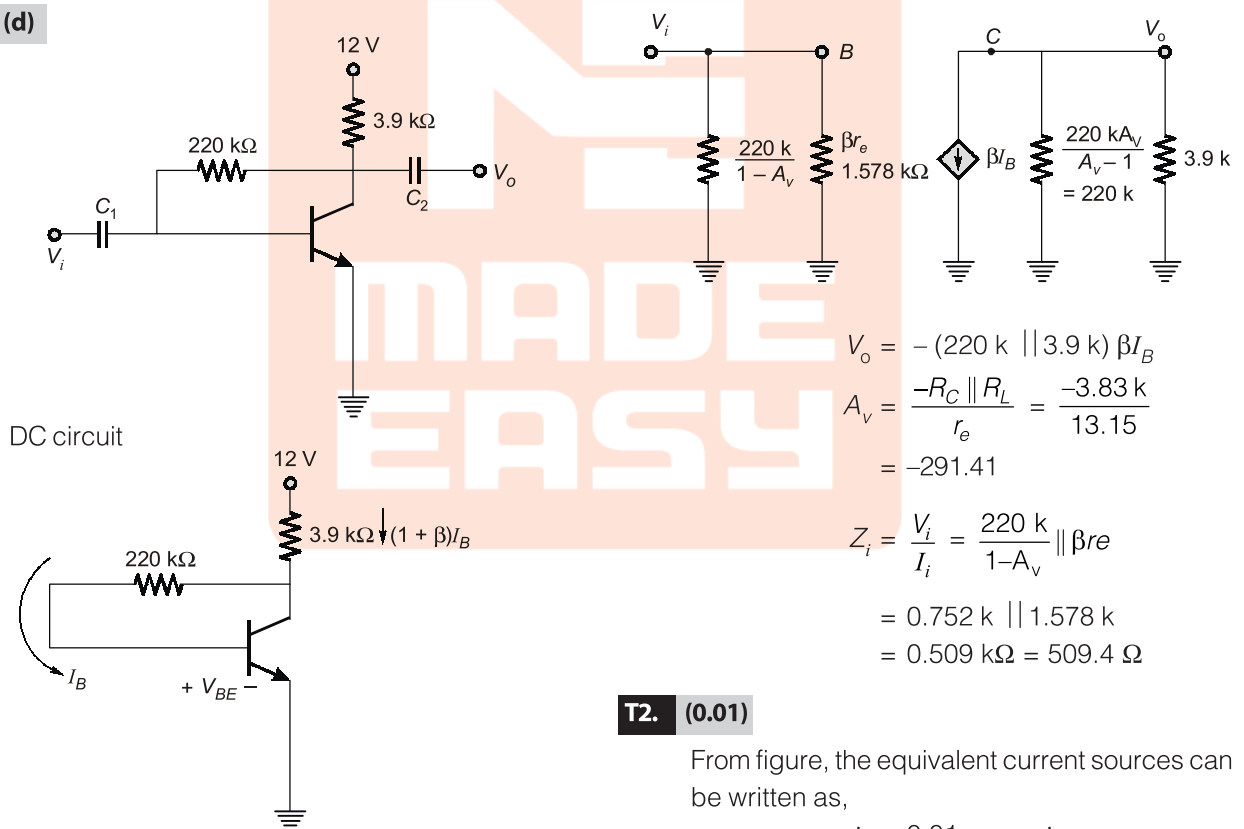 (d)
12 V
3.9 kΩ
220 kΩ
C1
C2
Vi
Vo
DC circuit
12 V
3.9 kΩ (1 + β)IB
220 kΩ
IB
+ VBE –
Vi
B
220 k / (1 – Av)
βre
1.578 kΩ
C
Vo
βIB
220 kAv / (Av – 1)
= 220 k
3.9 k
Vo = – (220 k || 3.9 k) βIB
Av = –RC || RL / re = –3.83 k / 13.15
= –291.41
Zi = Vi / Ii = 220 k / (1–Av) || βre
= 0.752 k || 1.578 k
= 0.509 kΩ = 509.4 Ω
T2. (0.01)
From figure, the equivalent current sources can
be written as,
MADE
EASY